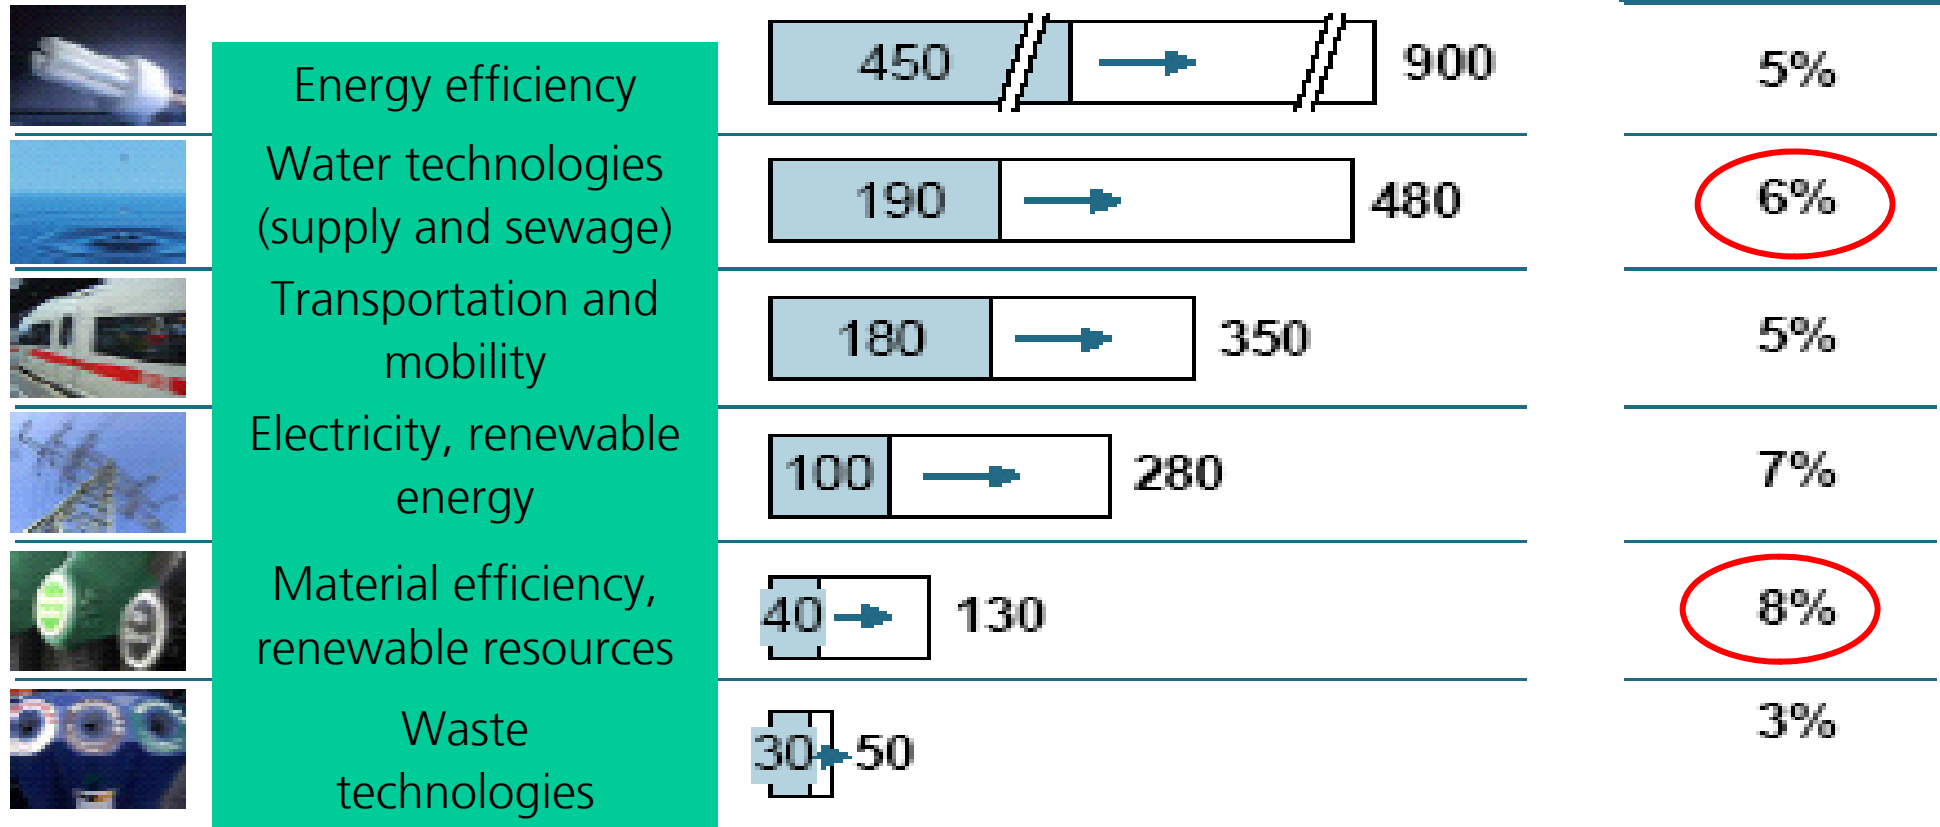 Energy efficiency 450 900 5%
Water technologies
(supply and sewage) 190 480 6%
Transportation and
mobility 180 350 5%
Electricity, renewable
energy 100 280 7%
Material efficiency,
renewable resources 40 130 8%
Waste
technologies 30 50 3%